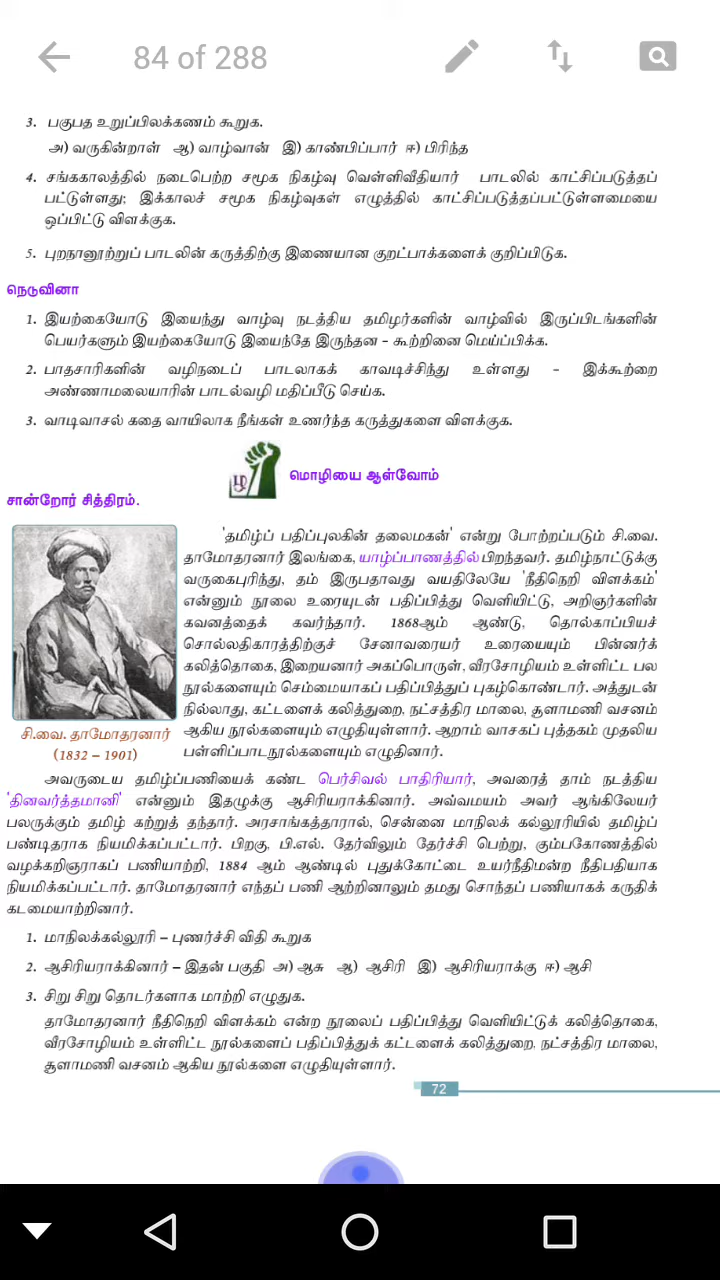 84 of 288
3. பகுபத உறுப்பிலக்கணம் கூறுக.
அ) வருகின்றாள் ஆ) வாழ்வான் இ) காண்பிப்பார் ஈ) பிரிந்த
4. சங்ககாலத்தில் நடைபெற்ற சமூக நிகழ்வு வெள்ளிவீதியார் பாடலில் காட்சிப்படுத்தப்
பட்டுள்ளது; இக்காலச் சமூக நிகழ்வுகள் எழுத்தில் காட்சிப்படுத்தப்பட்டுள்ளமையை
ஒப்பிட்டு விளக்குக.
5. புறநானூற்றுப் பாடலின் கருத்திற்கு இணையான குறட்பாக்களைக் குறிப்பிடுக.
நெடுவினா
1. இயற்கையோடு இயைந்து வாழ்வு நடத்திய தமிழர்களின் வாழ்வில் இருப்பிடங்களின்
பெயர்களும் இயற்கையோடு இயைந்தே இருந்தன – கூற்றினை மெய்ப்பிக்க.
2. பாதசாரிகளின் வழிநடைப் பாடலாகக் காவடிச்சிந்து உள்ளது – இக்கூற்றை
அண்ணாமலையாரின் பாடல்வழி மதிப்பீடு செய்க.
3. வாடிவாசல் கதை வாயிலாக நீங்கள் உணர்ந்த கருத்துகளை விளக்குக.
ழ
மொழியை ஆள்வோம்
சான்றோர் சித்திரம்.
'தமிழ்ப் பதிப்புலகின் தலைமகன்' என்று போற்றப்படும் சி.வை.
தாமோதரனார் இலங்கை, யாழ்ப்பாணத்தில் பிறந்தவர். தமிழ்நாட்டுக்கு
வருகைபுரிந்து, தம் இருபதாவது வயதிலேயே 'நீதிநெறி விளக்கம்'
என்னும் நூலை உரையுடன் பதிப்பித்து வெளியிட்டு, அறிஞர்களின்
கவனத்தைக் கவர்ந்தார். 1868ஆம் ஆண்டு, தொல்காப்பியச்
சொல்லதிகாரத்திற்குச் சேனாவரையர் உரையையும் பின்னர்க்
கலித்தொகை, இறையனார் அகப்பொருள், வீரசோழியம் உள்ளிட்ட பல
நூல்களையும் செம்மையாகப் பதிப்பித்துப் புகழ்கொண்டார். அத்துடன்
நில்லாது, கட்டளைக் கலித்துறை, நட்சத்திர மாலை, சூளாமணி வசனம்
ஆகிய நூல்களையும் எழுதியுள்ளார். ஆறாம் வாசகப் புத்தகம் முதலிய
பள்ளிப்பாடநூல்களையும் எழுதினார்.
சி.வை. தாமோதரனார்
(1832 – 1901)
அவருடைய தமிழ்ப்பணியைக் கண்ட பெர்சிவல் பாதிரியார், அவரைத் தாம் நடத்திய
'தினவர்த்தமானி' என்னும் இதழுக்கு ஆசிரியராக்கினார். அவ்வமயம் அவர் ஆங்கிலேயர்
பலருக்கும் தமிழ் கற்றுத் தந்தார். அரசாங்கத்தாரால், சென்னை மாநிலக் கல்லூரியில் தமிழ்ப்
பண்டிதராக நியமிக்கப்பட்டார். பிறகு, பி.எல். தேர்விலும் தேர்ச்சி பெற்று, கும்பகோணத்தில்
வழக்கறிஞராகப் பணியாற்றி, 1884 ஆம் ஆண்டில் புதுக்கோட்டை உயர்நீதிமன்ற நீதிபதியாக
நியமிக்கப்பட்டார். தாமோதரனார் எந்தப் பணி ஆற்றினாலும் தமது சொந்தப் பணியாகக் கருதிக்
கடமையாற்றினார்.
1. மாநிலக்கல்லூரி – புணர்ச்சி விதி கூறுக
2. ஆசிரியராக்கினார் – இதன் பகுதி அ) ஆசு ஆ) ஆசிரி இ) ஆசிரியராக்கு ஈ) ஆசி
3. சிறு சிறு தொடர்களாக மாற்றி எழுதுக.
தாமோதரனார் நீதிநெறி விளக்கம் என்ற நூலைப் பதிப்பித்து வெளியிட்டுக் கலித்தொகை,
வீரசோழியம் உள்ளிட்ட நூல்களைப் பதிப்பித்துக் கட்டளைக் கலித்துறை, நட்சத்திர மாலை,
சூளாமணி வசனம் ஆகிய நூல்களை எழுதியுள்ளார்.
72